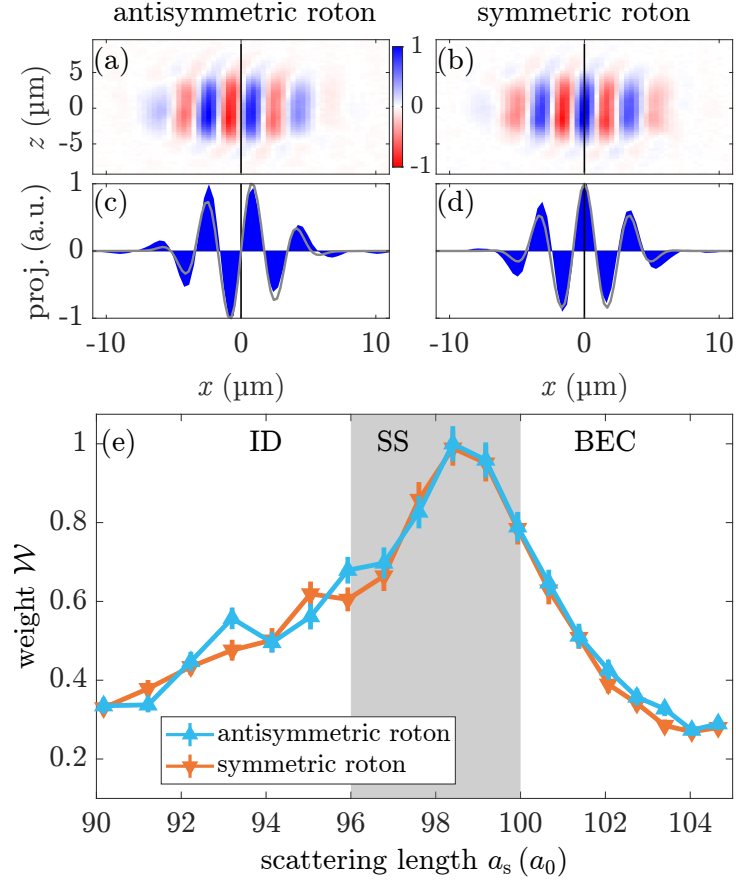 antisymmetric roton
symmetric roton
(a)
(b)
z (µm)
5
0
-5
1
0
-1
(c)
(d)
proj. (a.u.)
1
0
-1
-10
0
10
-10
0
10
x (µm)
x (µm)
(e)
ID
SS
BEC
weight 𝒲
1
0.8
0.6
0.4
0.2
antisymmetric roton
symmetric roton
90
92
94
96
98
100
102
104
scattering length aₛ (a₀)